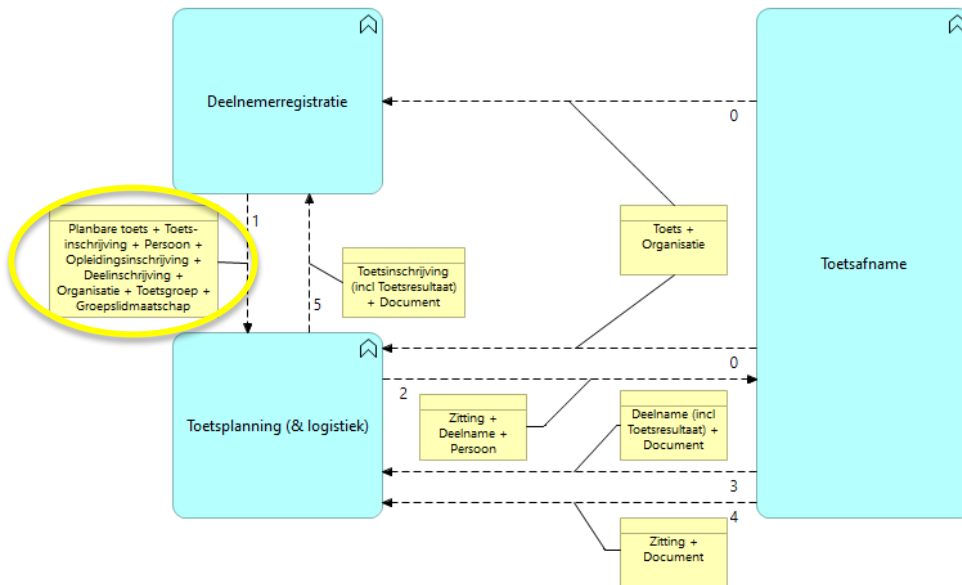 Deelnemerregistratie
0
1
Planbare toets + Toets-
inschrijving + Persoon +
Opleidingsinschrijving +
Deelinschrijving +
Organisatie + Toetsgroep +
Groepslidmaatschap
Toetsinschrijving
(incl Toetsresultaat)
+ Document
Toets +
Organisatie
Toetsafname
5
0
2
Toetsplanning (& logistiek)
Zitting +
Deelname +
Persoon
Deelname (incl
Toetsresultaat) +
Document
3
4
Zitting +
Document